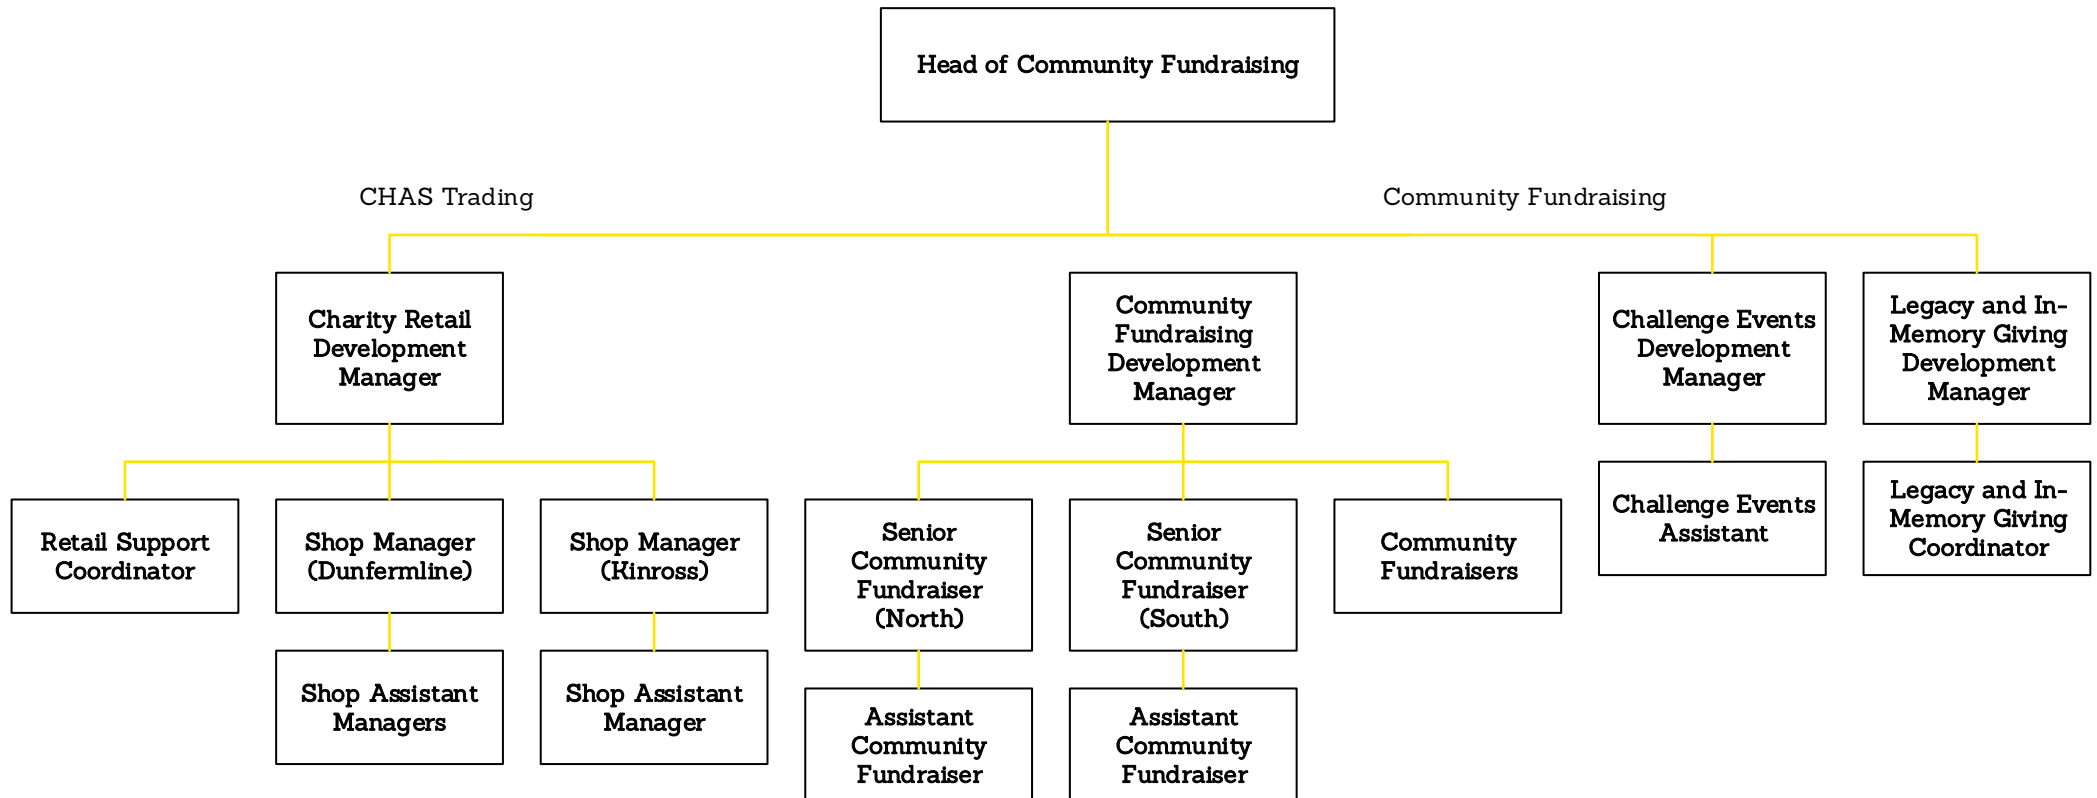 Head of Community Fundraising
CHAS Trading
Community Fundraising
Charity Retail
Development
Manager
Community
Fundraising
Development
Manager
Challenge Events
Development
Manager
Legacy and In-
Memory Giving
Development
Manager
Retail Support
Coordinator
Shop Manager
(Dunfermline)
Shop Manager
(Kinross)
Senior
Community
Fundraiser
(North)
Senior
Community
Fundraiser
(South)
Community
Fundraisers
Challenge Events
Assistant
Legacy and In-
Memory Giving
Coordinator
Shop Assistant
Managers
Shop Assistant
Manager
Assistant
Community
Fundraiser
Assistant
Community
Fundraiser